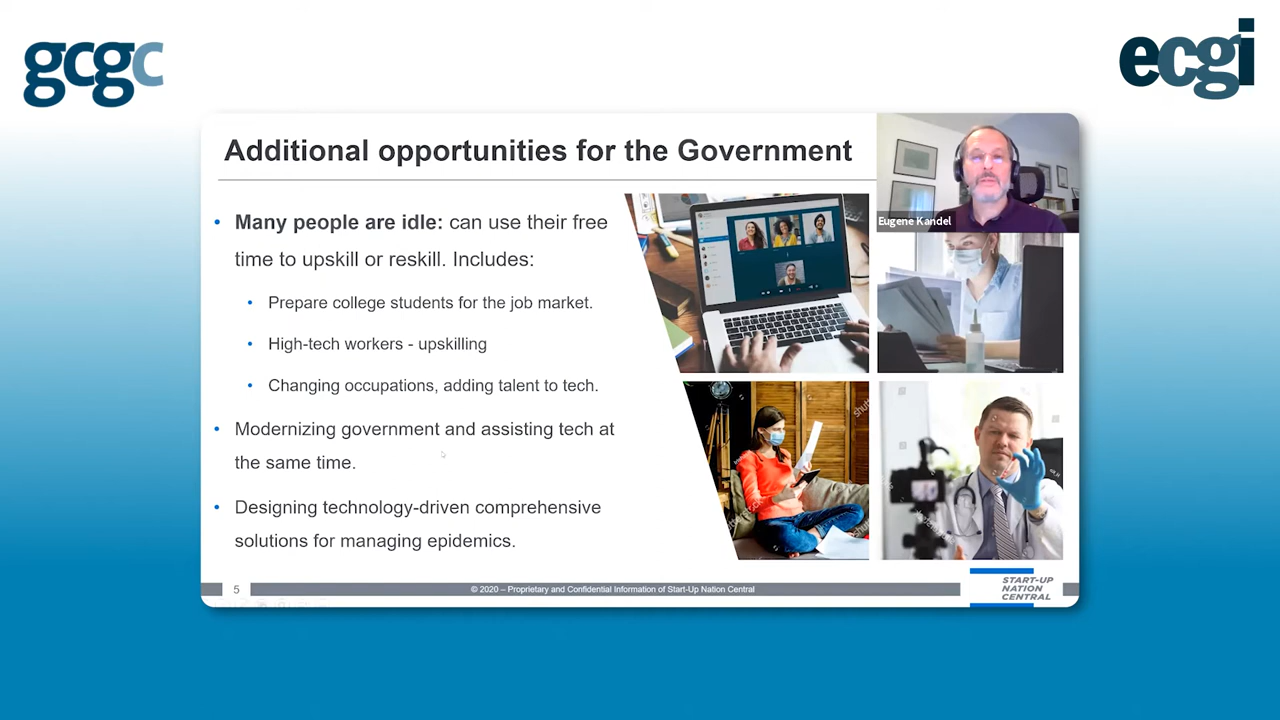 gcgc
ecgi
Additional opportunities for the Government
Eugene Kandel
• Many people are idle: can use their free
time to upskill or reskill. Includes:
• Prepare college students for the job market.
• High-tech workers - upskilling
• Changing occupations, adding talent to tech.
• Modernizing government and assisting tech at
the same time.
• Designing technology-driven comprehensive
solutions for managing epidemics.
5
© 2020 – Proprietary and Confidential Information of Start-Up Nation Central
START-UP
NATION
CENTRAL